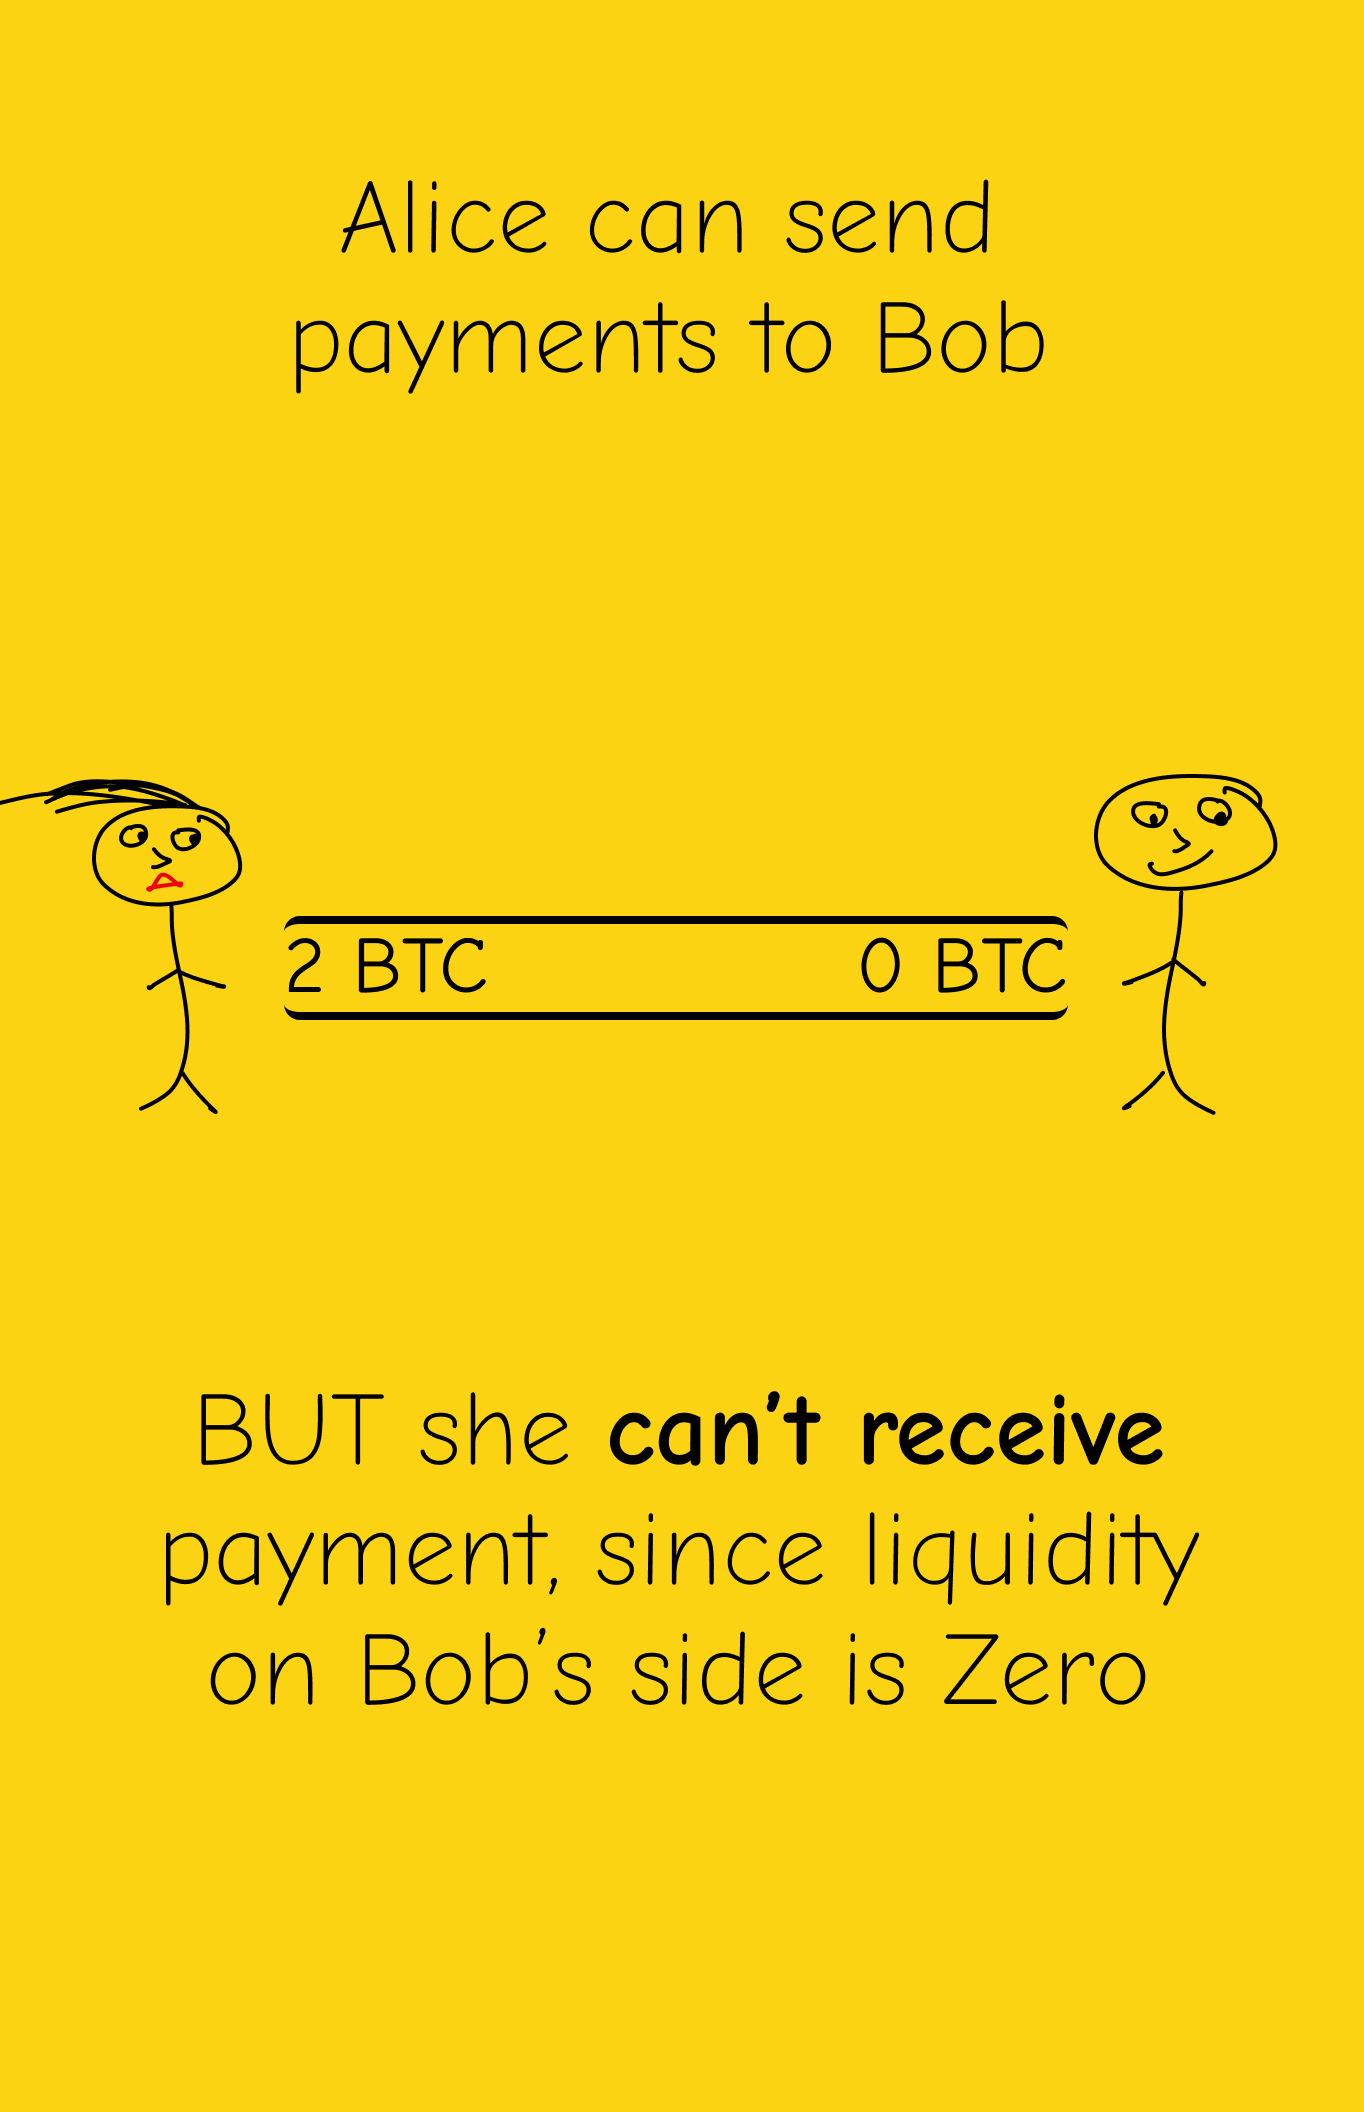 Alice can send
payments to Bob
2 BTC 0 BTC
BUT she can't receive
payment, since liquidity
on Bob's side is Zero